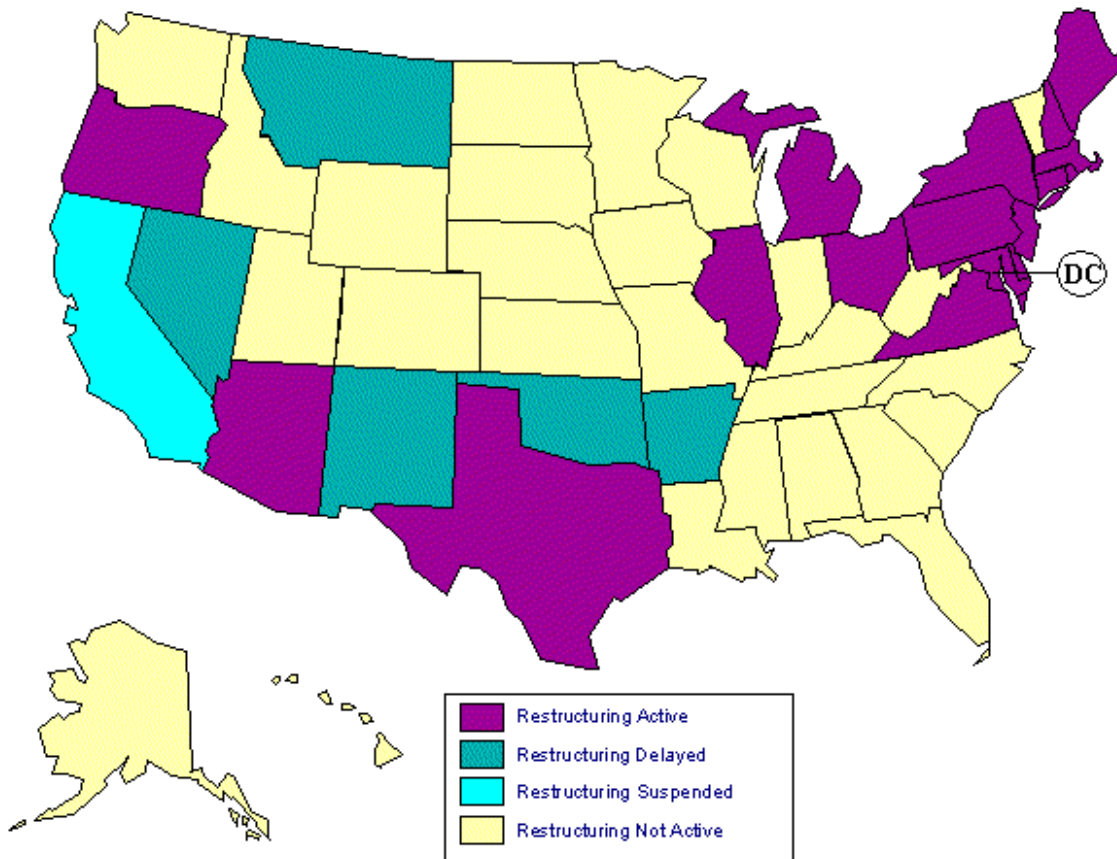 DC
Restructuring Active
Restructuring Delayed
Restructuring Suspended
Restructuring Not Active